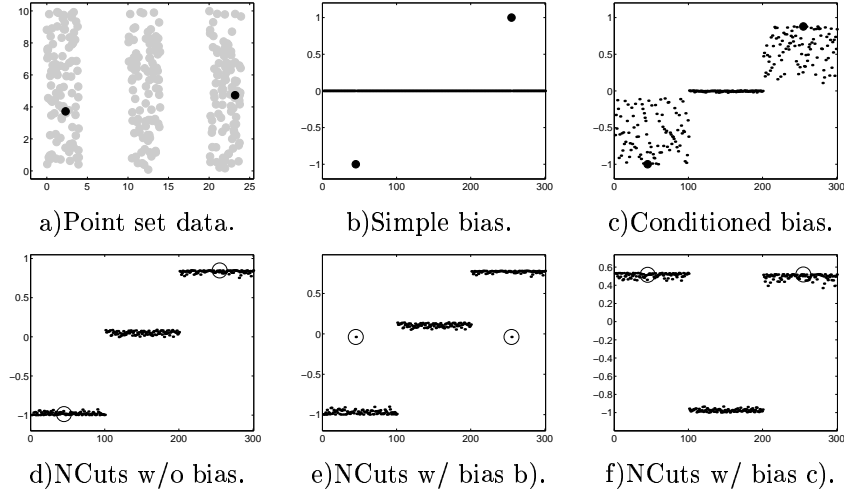 10
8
6
4
2
0
0 5 10 15 20 25
a)Point set data.
1
0.5
0
−0.5
−1
0 100 200 300
b)Simple bias.
1
0.5
0
−0.5
−1
0 100 200 300
c)Conditioned bias.
1
0.5
0
−0.5
−1
0 100 200 300
d)NCuts w/o bias.
0.5
0
−0.5
−1
0 100 200 300
e)NCuts w/ bias b).
0.6
0.4
0.2
0
−0.2
−0.4
−0.6
−0.8
−1
0 100 200 300
f)NCuts w/ bias c).